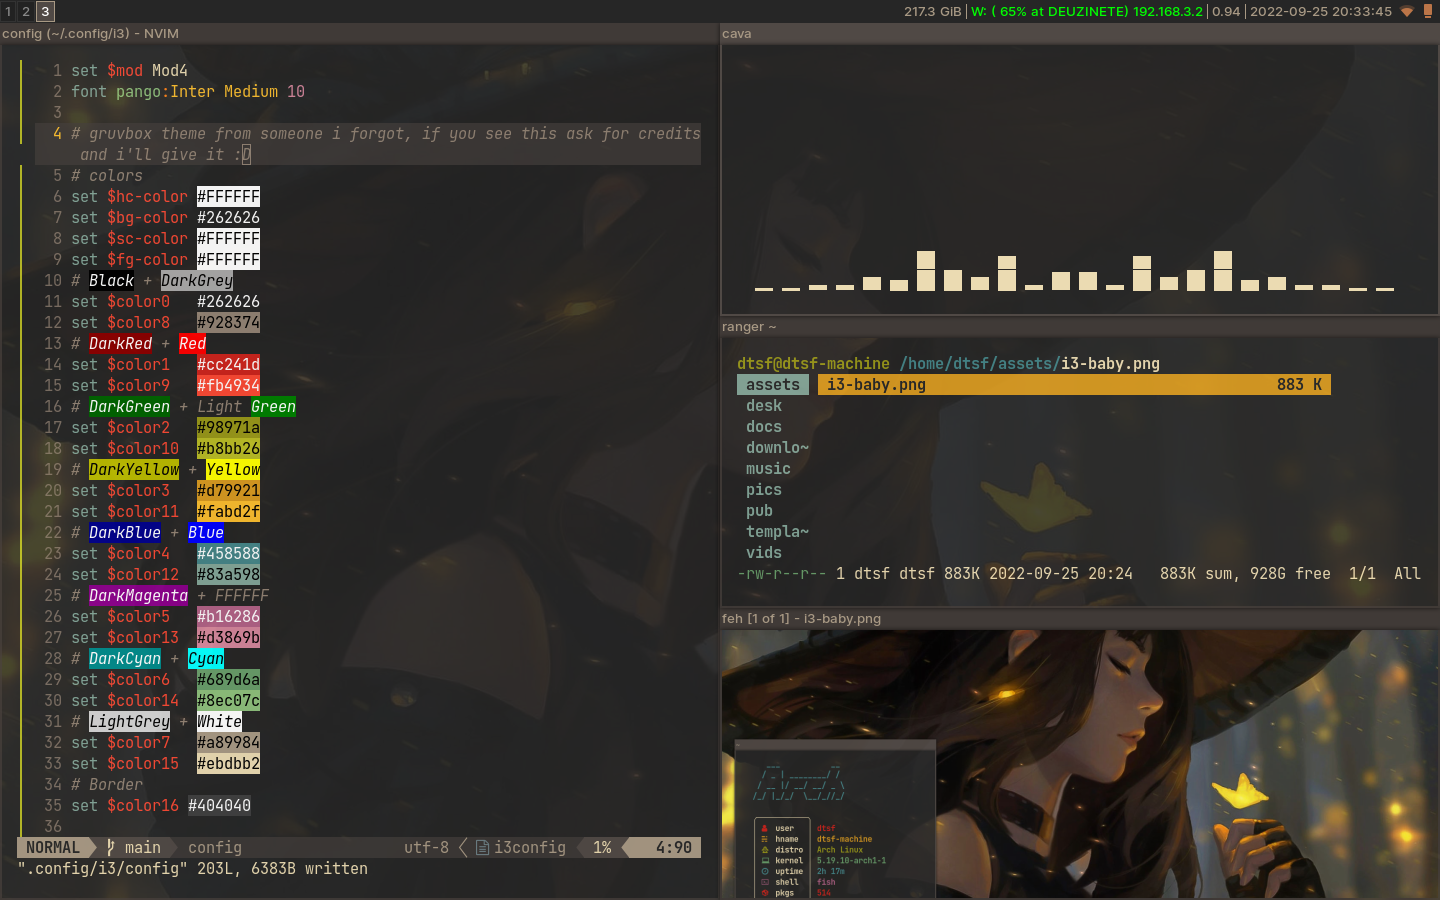 1 2 3
217.3 GiB | W: ( 65% at DEUZINETE) 192.168.3.2 | 0.94 | 2022-09-25 20:33:45
config (~/.config/i3) - NVIM
1 set $mod Mod4
2 font pango:Inter Medium 10
3
4 # gruvbox theme from someone i forgot, if you see this ask for credits
and i'll give it :D
5 # colors
6 set $hc-color #FFFFFF
7 set $bg-color #262626
8 set $sc-color #FFFFFF
9 set $fg-color #FFFFFF
10 # Black + DarkGrey
11 set $color0 #262626
12 set $color8 #928374
13 # DarkRed + Red
14 set $color1 #cc241d
15 set $color9 #fb4934
16 # DarkGreen + Light Green
17 set $color2 #98971a
18 set $color10 #b8bb26
19 # DarkYellow + Yellow
20 set $color3 #d79921
21 set $color11 #fabd2f
22 # DarkBlue + Blue
23 set $color4 #458588
24 set $color12 #83a598
25 # DarkMagenta + FFFFFF
26 set $color5 #b16286
27 set $color13 #d3869b
28 # DarkCyan + Cyan
29 set $color6 #689d6a
30 set $color14 #8ec07c
31 # LightGrey + White
32 set $color7 #a89984
33 set $color15 #ebdbb2
34 # Border
35 set $color16 #404040
36
NORMAL main config utf-8 i3config 1% 4:90
".config/i3/config" 203L, 6383B written
cava
ranger ~
dtsf@dtsf-machine /home/dtsf/assets/i3-baby.png
assets i3-baby.png 883 K
desk
docs
downlo~
music
pics
pub
templa~
vids
-rw-r--r-- 1 dtsf dtsf 883K 2022-09-25 20:24 883K sum, 928G free 1/1 All
feh [1 of 1] - i3-baby.png
user dtsf
hname dtsf-machine
distro Arch Linux
kernel 5.19.10-arch1-1
uptime 2h 17m
shell fish
pkgs 514